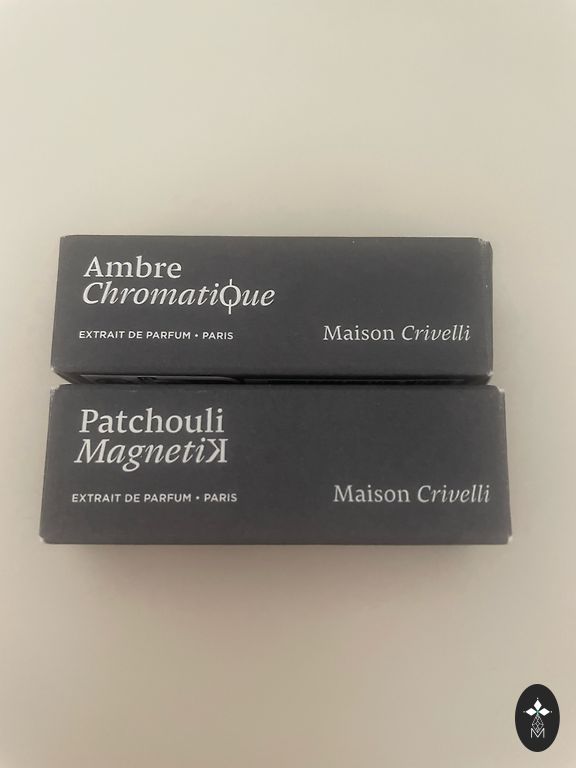 Ambre
ChromatiQue
EXTRAIT DE PARFUM • PARIS
Maison Crivelli
Patchouli
MagnetiK
EXTRAIT DE PARFUM • PARIS
Maison Crivelli
M